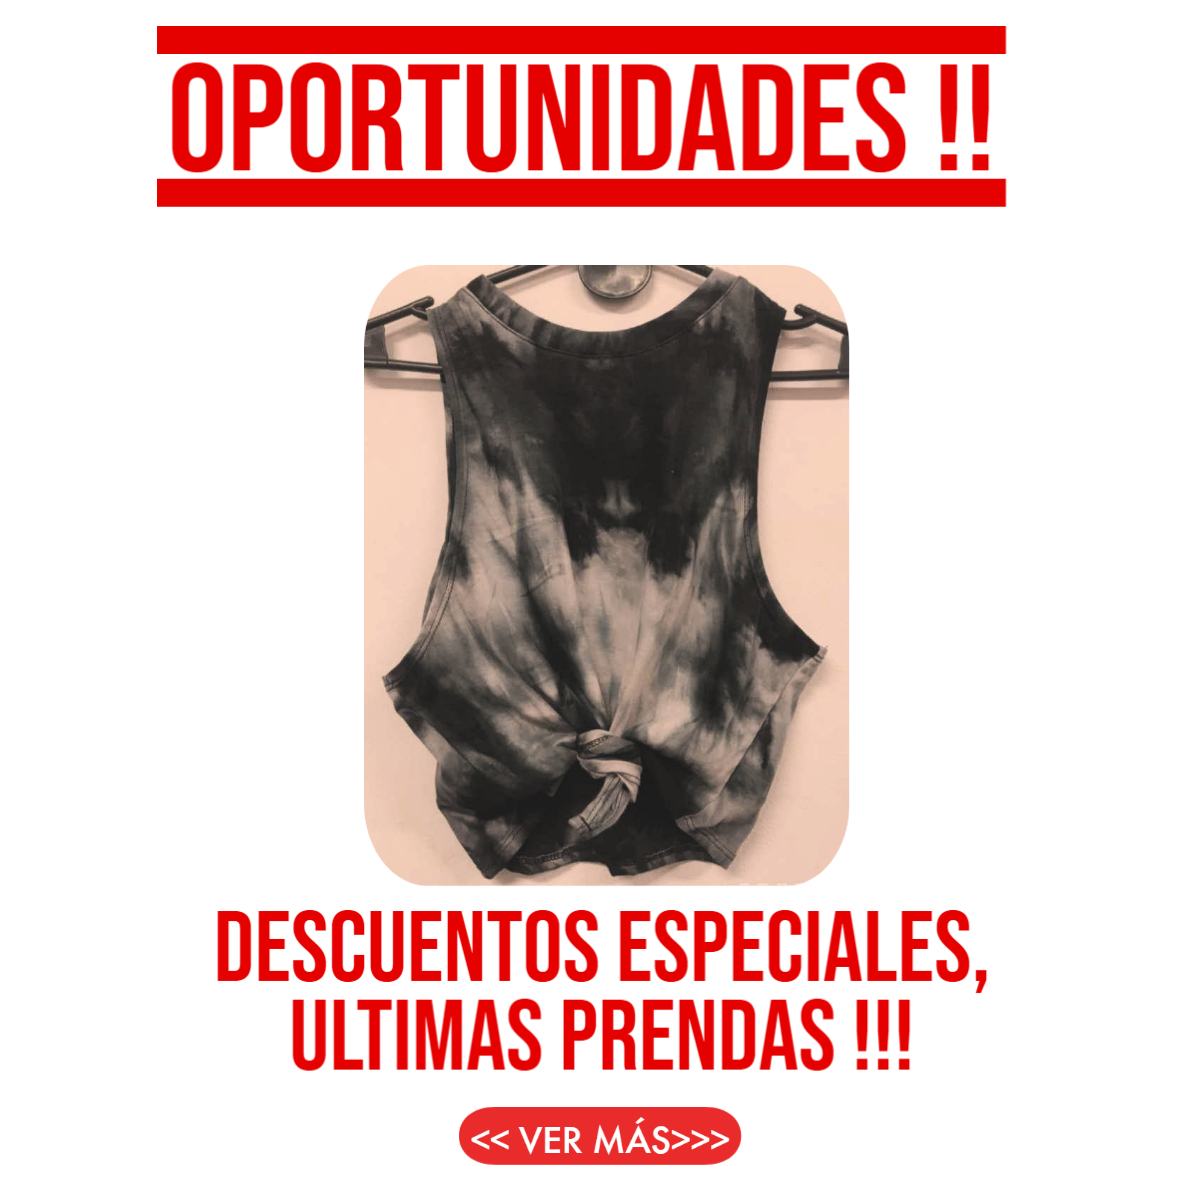 OPORTUNIDADES !!
DESCUENTOS ESPECIALES,
ULTIMAS PRENDAS !!!
<< VER MÁS>>>